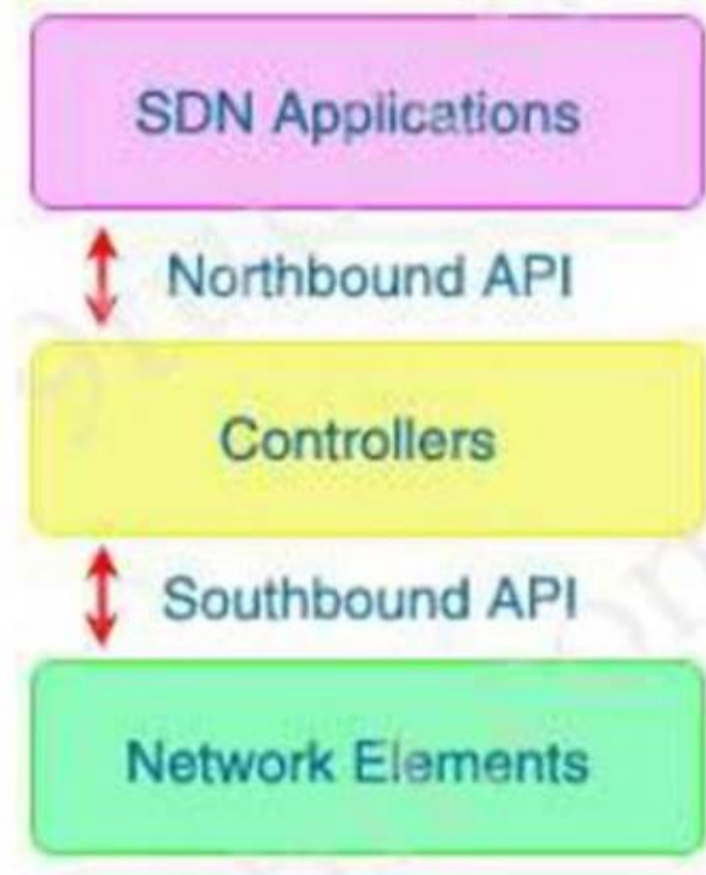 SDN Applications
Northbound API
Controllers
Southbound API
Network Elements